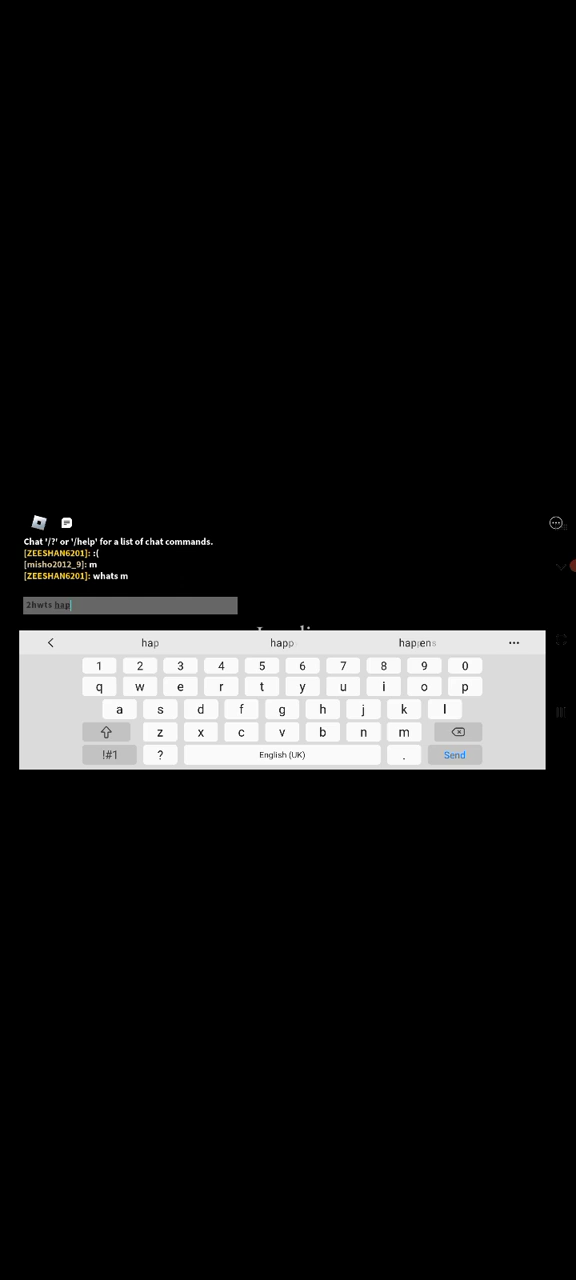 Chat '/?' or '/help' for a list of chat commands.
[ZEESHAN6201]: :(
[misho2012_9]: m
[ZEESHAN6201]: whats m
2hwts hap
hap happ happens
1 2 3 4 5 6 7 8 9 0
q w e r t y u i o p
a s d f g h j k l
z x c v b n m
!#1 ? English (UK) . Send